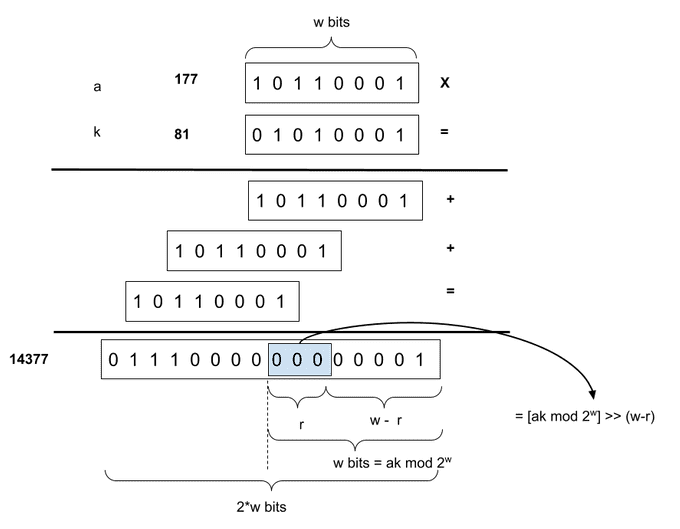 w bits
a 177 1 0 1 1 0 0 0 1 X
k 81 0 1 0 1 0 0 0 1 =
1 0 1 1 0 0 0 1 +
1 0 1 1 0 0 0 1 +
1 0 1 1 0 0 0 1 =
14377 0 1 1 1 0 0 0 0 0 0 0 0 0 0 0 1
r w - r = [ak mod 2ʷ] >> (w-r)
w bits = ak mod 2ʷ
2*w bits